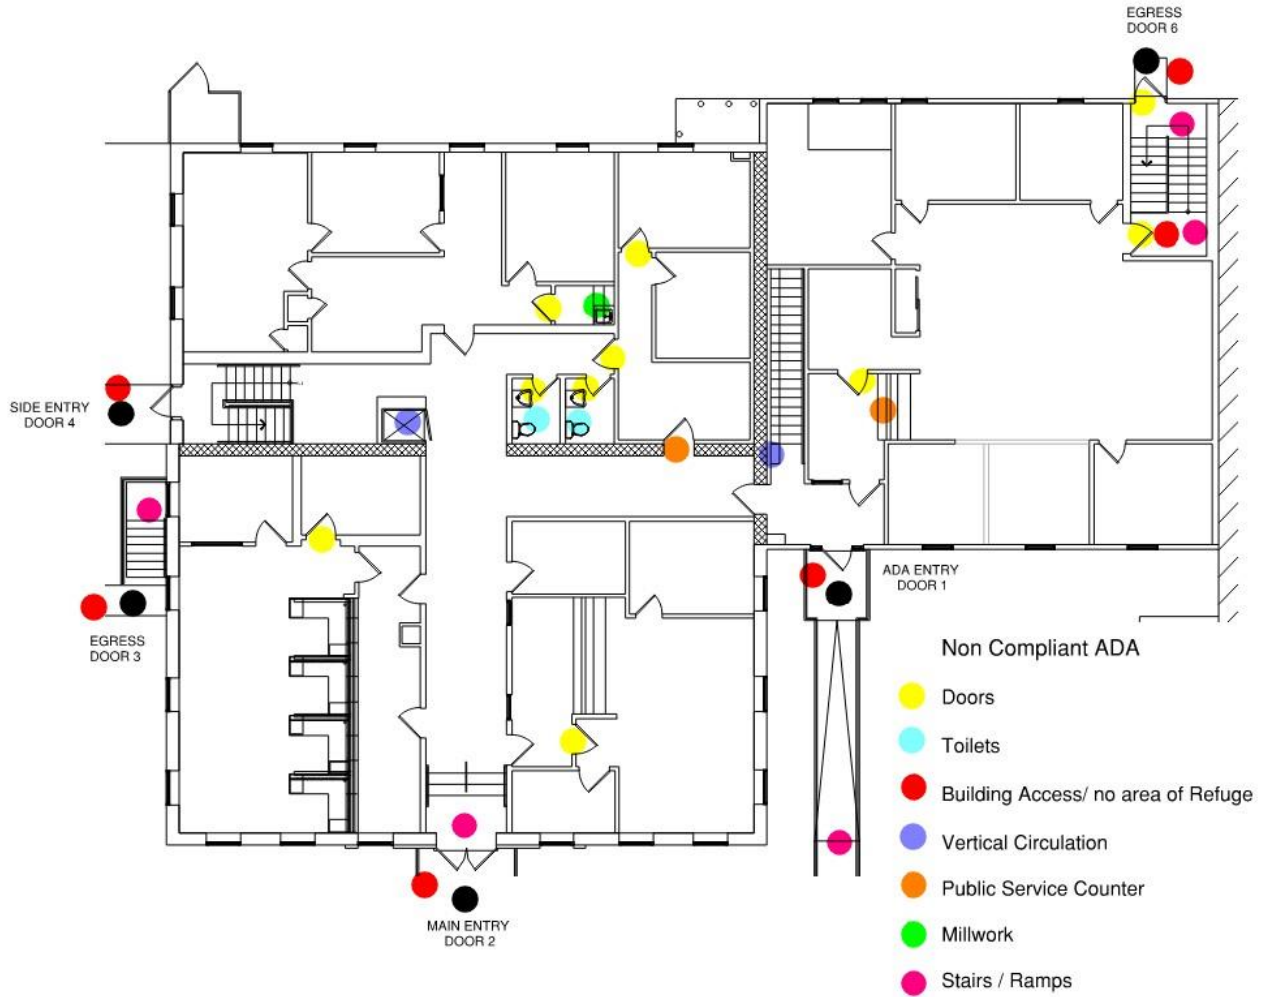 EGRESS
DOOR 6
SIDE ENTRY
DOOR 4
EGRESS
DOOR 3
ADA ENTRY
DOOR 1
MAIN ENTRY
DOOR 2
Non Compliant ADA
Doors
Toilets
Building Access/ no area of Refuge
Vertical Circulation
Public Service Counter
Millwork
Stairs / Ramps